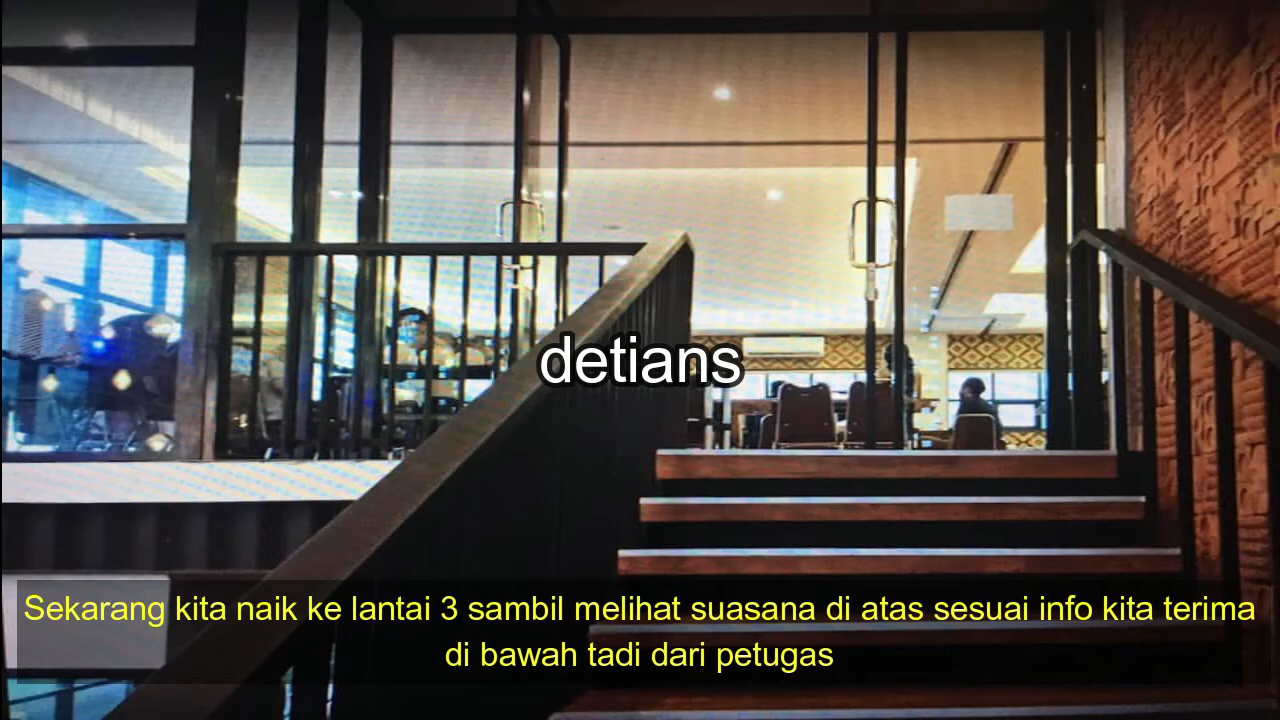 detians
Sekarang kita naik ke lantai 3 sambil melihat suasana di atas sesuai info kita terima
di bawah tadi dari petugas